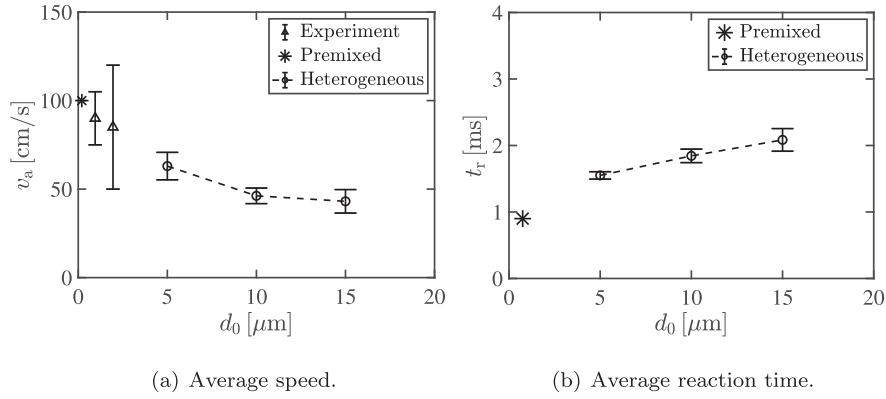 150
100
50
0
0 5 10 15 20
v_a [cm/s]
d_0 [μm]
Experiment
Premixed
Heterogeneous
(a) Average speed.
4
3
2
1
0
0 5 10 15 20
t_r [ms]
d_0 [μm]
Premixed
Heterogeneous
(b) Average reaction time.